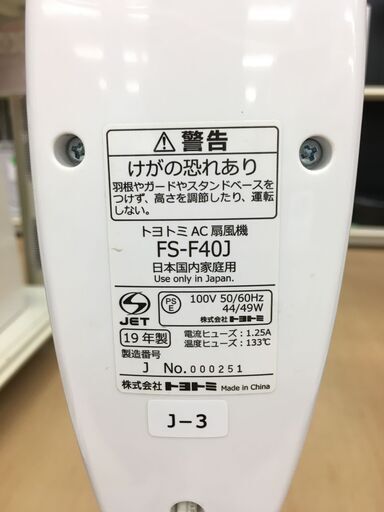 ⚠警告
けがの恐れあり
羽根やガードやスタンドベースを
つけず、高さを調節したり、運転
しない。
トヨトミ AC 扇風機
FS-F40J
日本国内家庭用
Use only in Japan.
S JET
PS E
100V 50/60Hz
44/49W
株式会社トヨトミ
19年製
電流ヒューズ：1.25A
温度ヒューズ：133℃
製造番号
J No.000251
株式会社トヨトミ Made in China
J-3